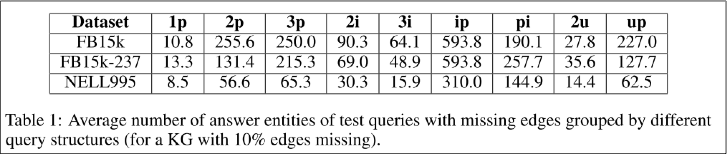 Dataset 1p 2p 3p 2i 3i ip pi 2u up
FB15k 10.8 255.6 250.0 90.3 64.1 593.8 190.1 27.8 227.0
FB15k-237 13.3 131.4 215.3 69.0 48.9 593.8 257.7 35.6 127.7
NELL995 8.5 56.6 65.3 30.3 15.9 310.0 144.9 14.4 62.5
Table 1: Average number of answer entities of test queries with missing edges grouped by different
query structures (for a KG with 10% edges missing).